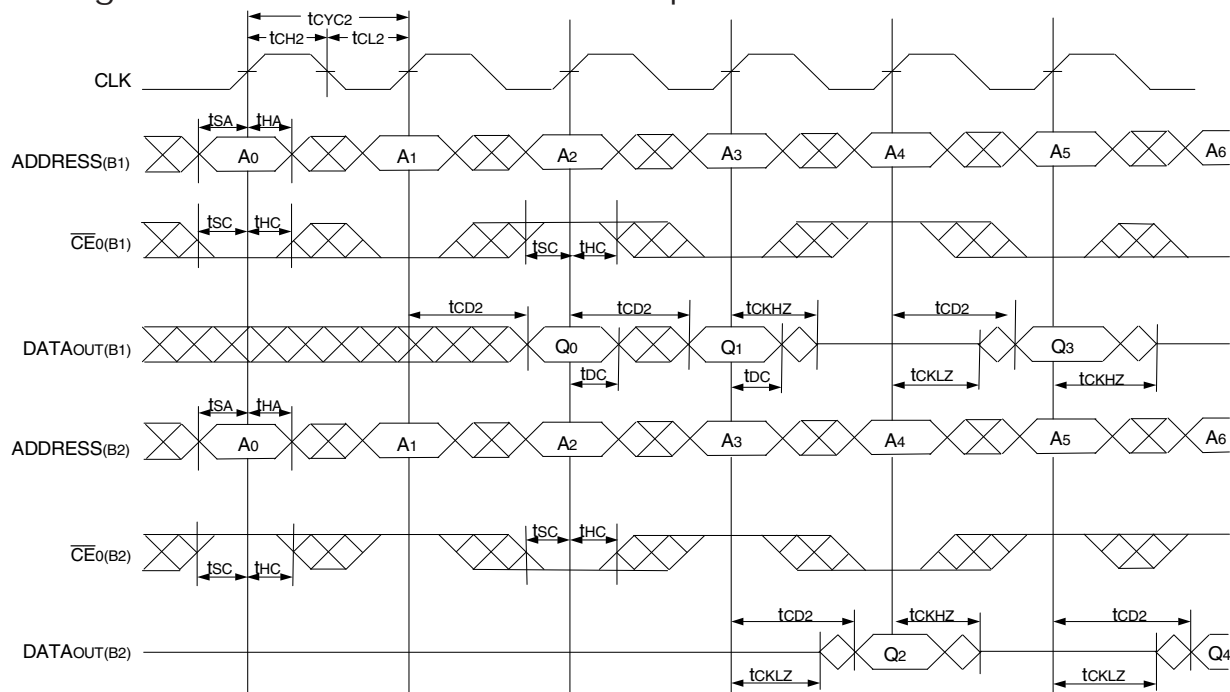 tCYC2
tCH2 tCL2
CLK
tSA tHA
ADDRESS(B1) A0 A1 A2 A3 A4 A5 A6
tSC tHC
CE0(B1)
tSC tHC
tCD2 tCD2 tCKHZ tCD2
DATAOUT(B1) Q0 Q1 Q3
tDC tDC tCKLZ tCKHZ
tSA tHA
ADDRESS(B2) A0 A1 A2 A3 A4 A5 A6
tSC tHC
CE0(B2)
tSC tHC
tCD2 tCKHZ tCD2
DATAOUT(B2) Q2 Q4
tCKLZ tCKLZ